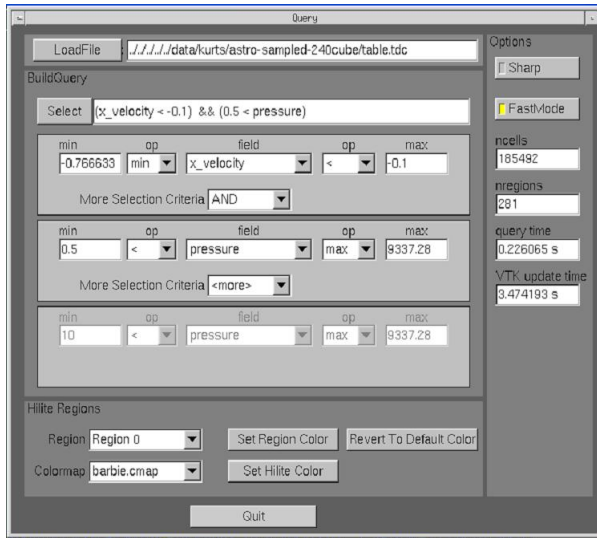 Query
LoadFile : ././././data/kurts/astro-sampled-240cube/table.tdc
BuildQuery
Select (x_velocity < -0.1) && (0.5 < pressure)
min op field op max
-0.766633 min x_velocity < -0.1
More Selection Criteria AND
min op field op max
0.5 < pressure max 9337.28
More Selection Criteria <more>
min op field op max
10 < pressure max 9337.28
Hilite Regions
Region Region 0 Set Region Color Revert To Default Color
Colormap barbie.cmap Set Hilite Color
Quit
Options
Sharp
FastMode
ncells
185492
nregions
281
query time
0.226065 s
VTK update time
3.474193 s